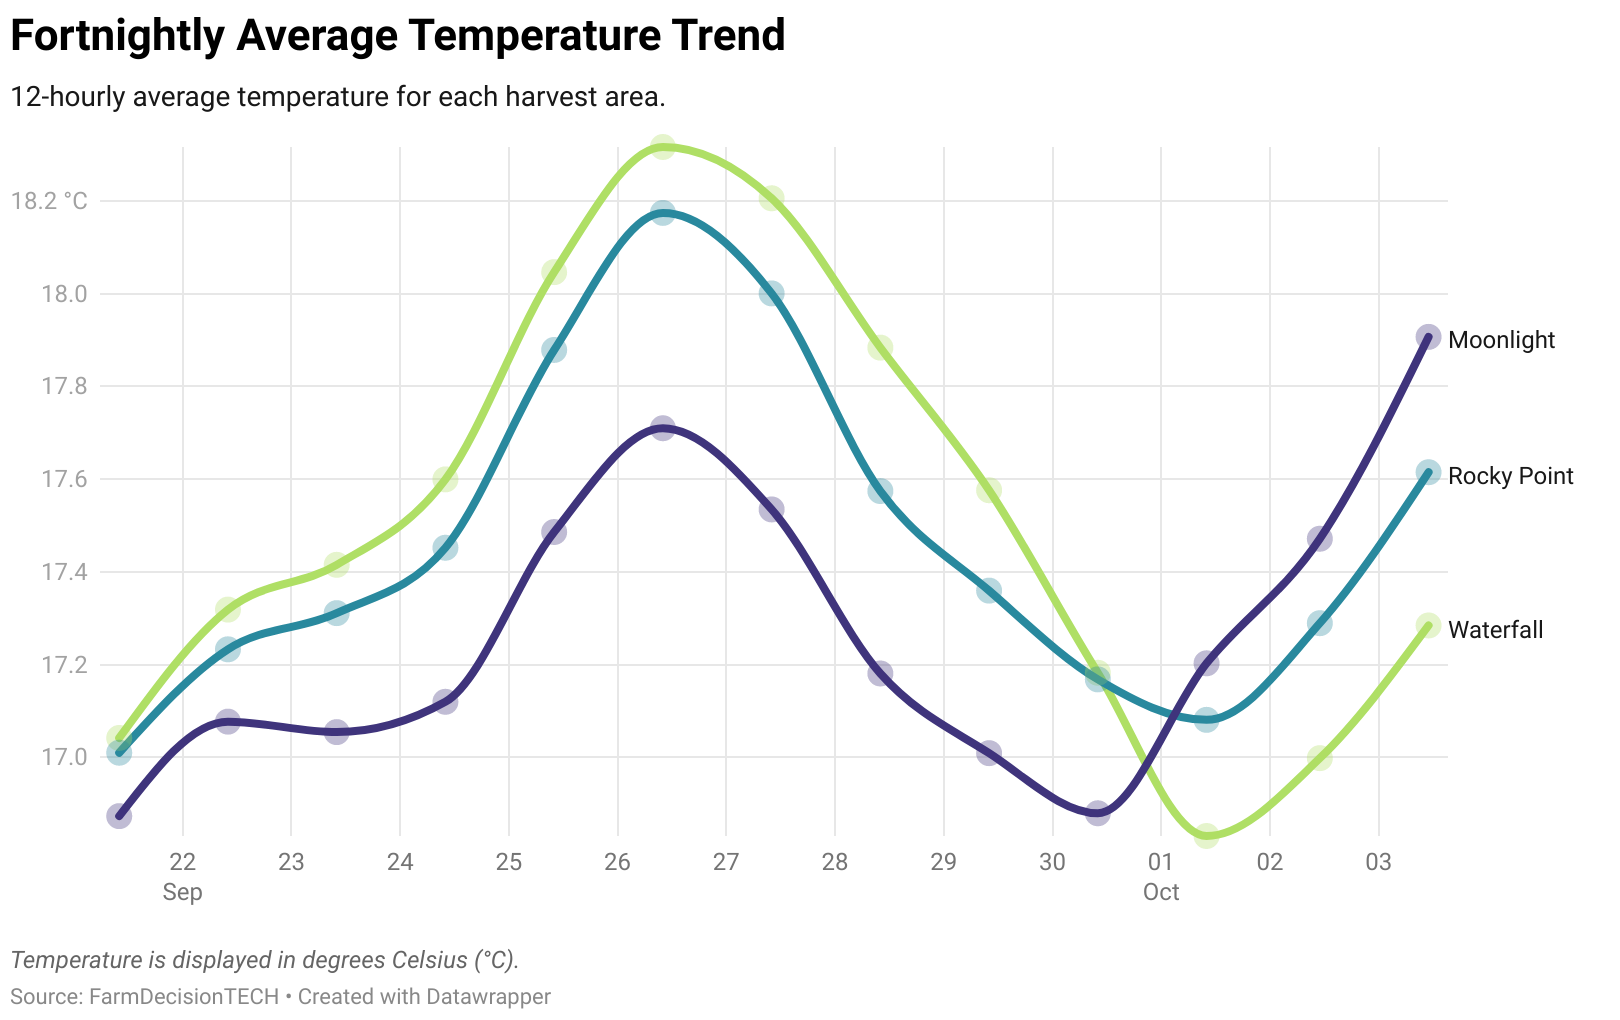 Fortnightly Average Temperature Trend
12-hourly average temperature for each harvest area.
18.2 °C
18.0
17.8
17.6
17.4
17.2
17.0
Moonlight
Rocky Point
Waterfall
22 23 24 25 26 27 28 29 30 01 02 03
Sep Oct
Temperature is displayed in degrees Celsius (°C).
Source: FarmDecisionTECH • Created with Datawrapper